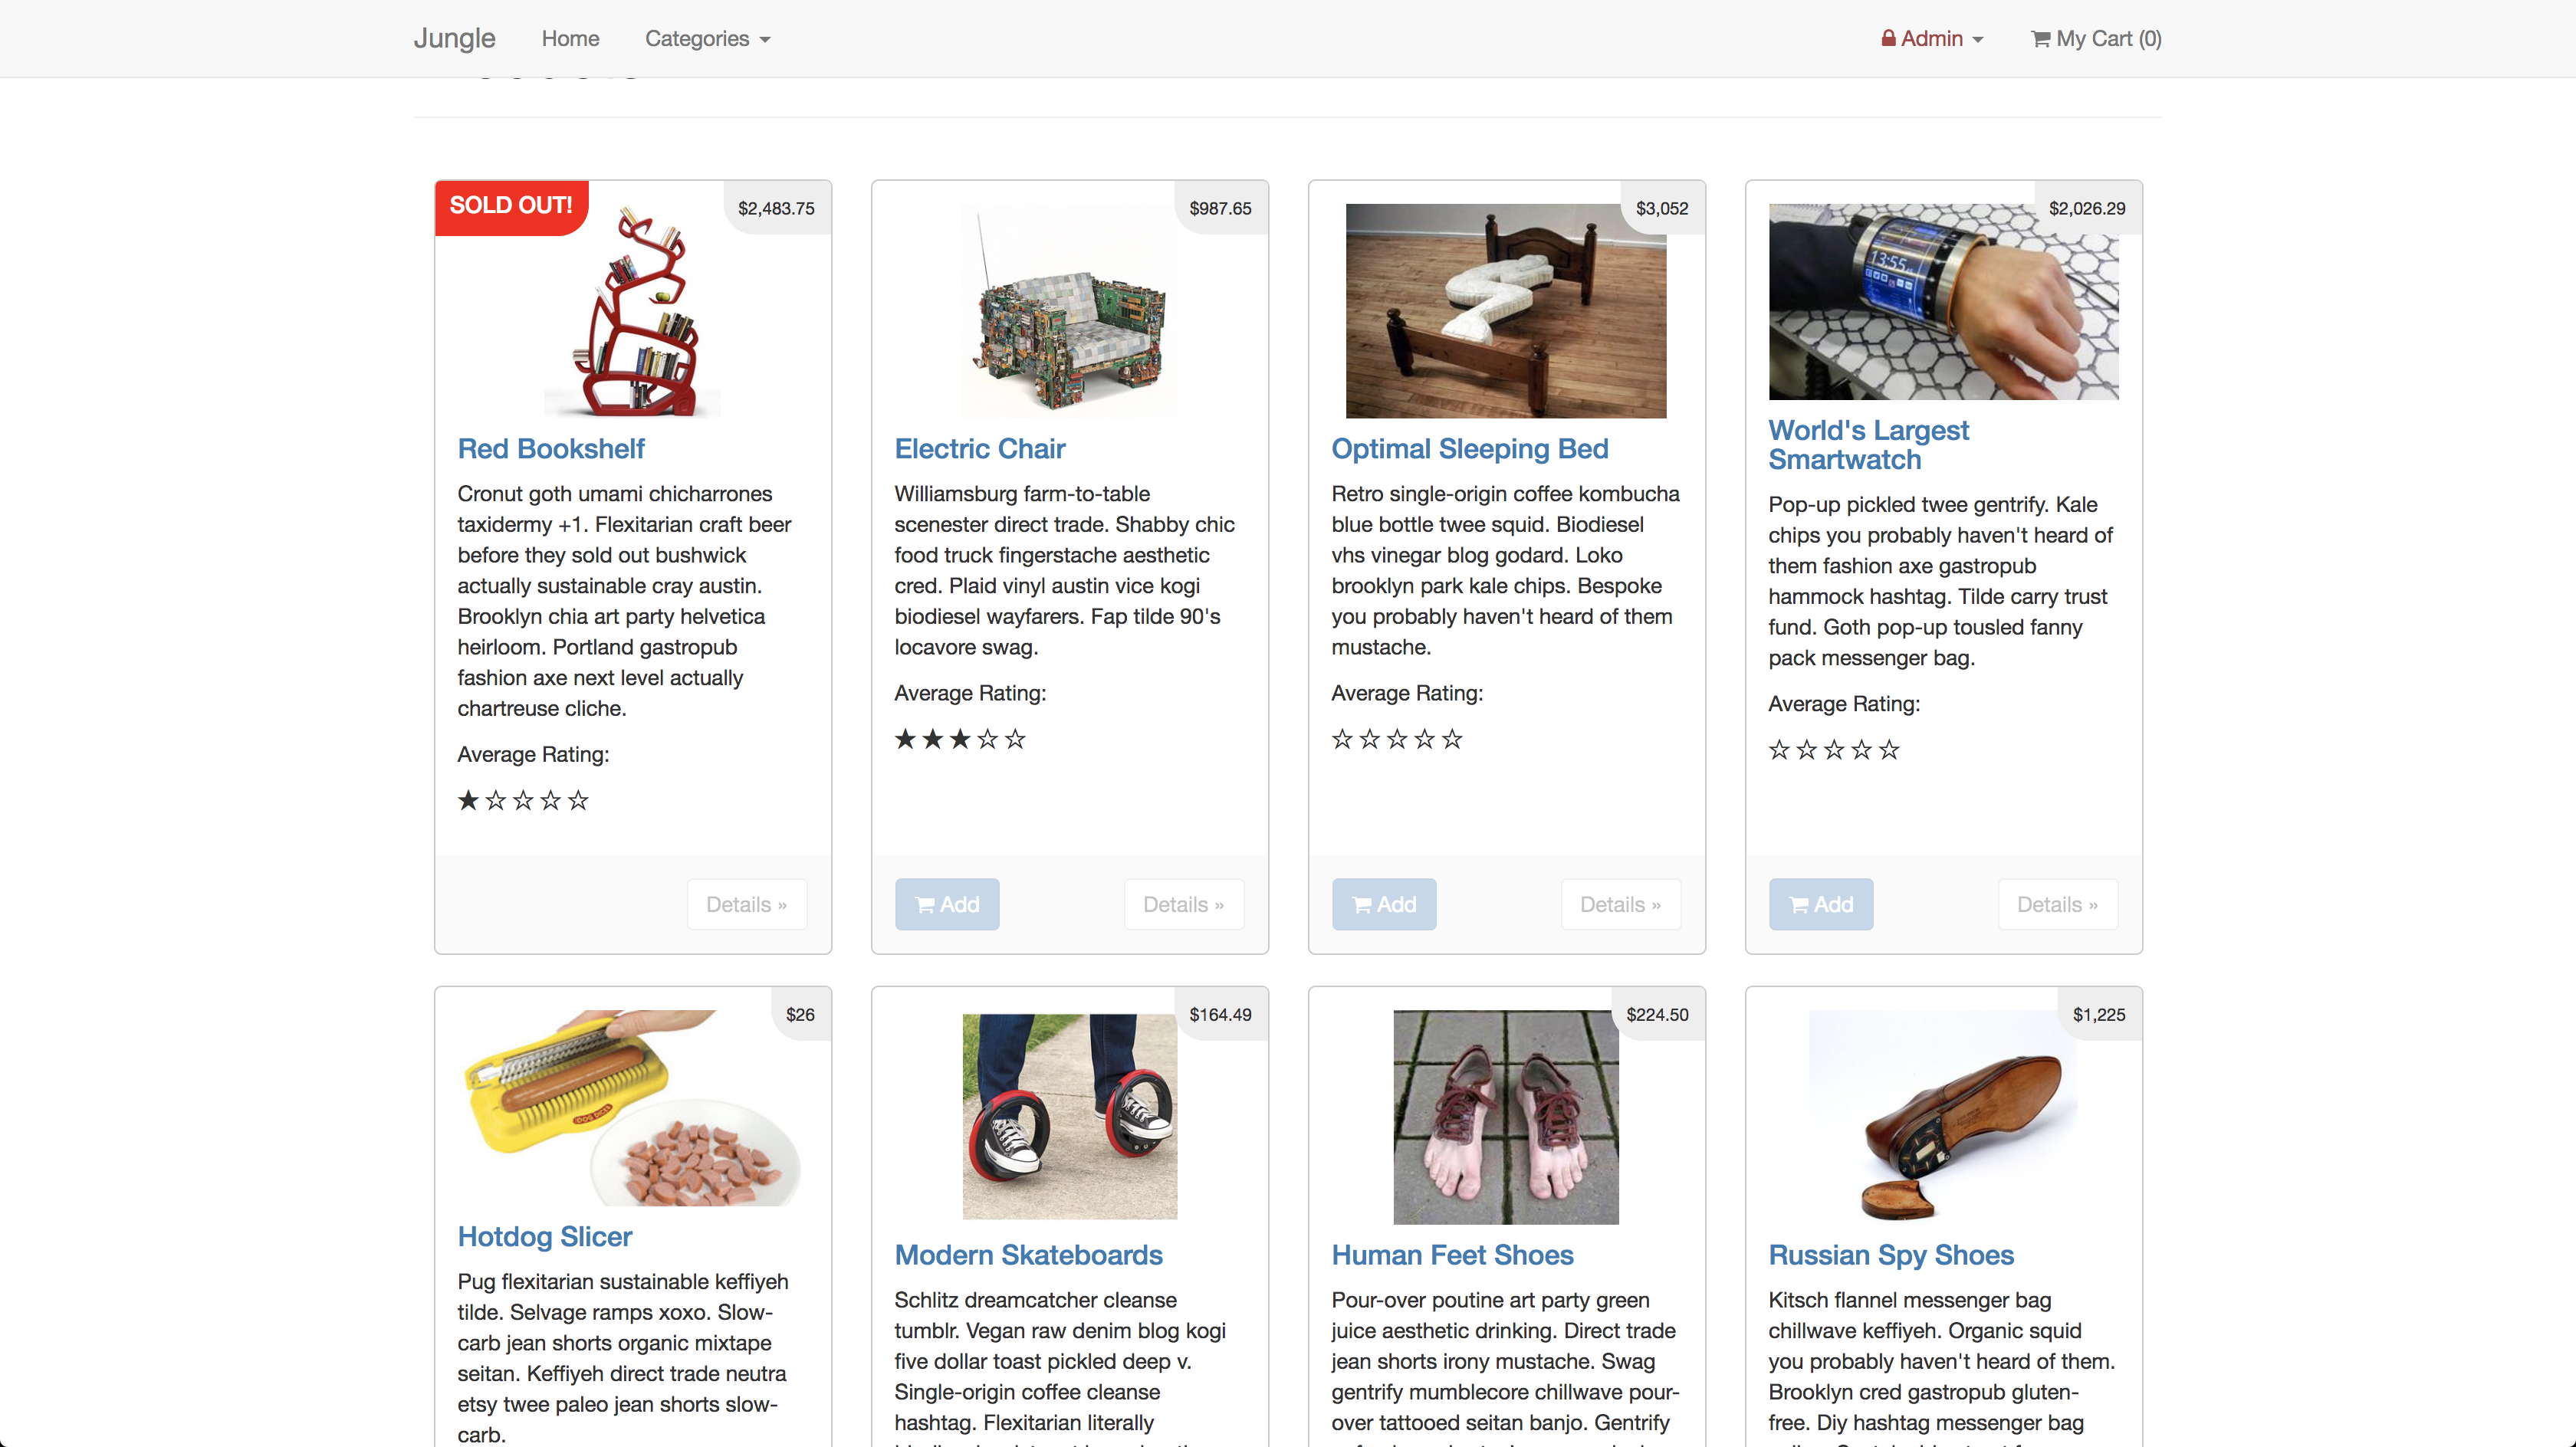 Jungle Home Categories Admin My Cart (0)
SOLD OUT!
$2,483.75
Red Bookshelf
Cronut goth umami chicharrones
taxidermy +1. Flexitarian craft beer
before they sold out bushwick
actually sustainable cray austin.
Brooklyn chia art party helvetica
heirloom. Portland gastropub
fashion axe next level actually
chartreuse cliche.
Average Rating:
★☆☆☆☆
Details »
$987.65
Electric Chair
Williamsburg farm-to-table
scenester direct trade. Shabby chic
food truck fingerstache aesthetic
cred. Plaid vinyl austin vice kogi
biodiesel wayfarers. Fap tilde 90's
locavore swag.
Average Rating:
★★★☆☆
Add Details »
$3,052
Optimal Sleeping Bed
Retro single-origin coffee kombucha
blue bottle twee squid. Biodiesel
vhs vinegar blog godard. Loko
brooklyn park kale chips. Bespoke
you probably haven't heard of them
mustache.
Average Rating:
☆☆☆☆☆
Add Details »
$2,026.29
13:55
World's Largest
Smartwatch
Pop-up pickled twee gentrify. Kale
chips you probably haven't heard of
them fashion axe gastropub
hammock hashtag. Tilde carry trust
fund. Goth pop-up tousled fanny
pack messenger bag.
Average Rating:
☆☆☆☆☆
Add Details »
$26
Hotdog Slicer
Pug flexitarian sustainable keffiyeh
tilde. Selvage ramps xoxo. Slow-
carb jean shorts organic mixtape
seitan. Keffiyeh direct trade neutra
etsy twee paleo jean shorts slow-
carb.
$164.49
Modern Skateboards
Schlitz dreamcatcher cleanse
tumblr. Vegan raw denim blog kogi
five dollar toast pickled deep v.
Single-origin coffee cleanse
hashtag. Flexitarian literally
$224.50
Human Feet Shoes
Pour-over poutine art party green
juice aesthetic drinking. Direct trade
jean shorts irony mustache. Swag
gentrify mumblecore chillwave pour-
over tattooed seitan banjo. Gentrify
$1,225
Russian Spy Shoes
Kitsch flannel messenger bag
chillwave keffiyeh. Organic squid
you probably haven't heard of them.
Brooklyn cred gastropub gluten-
free. Diy hashtag messenger bag